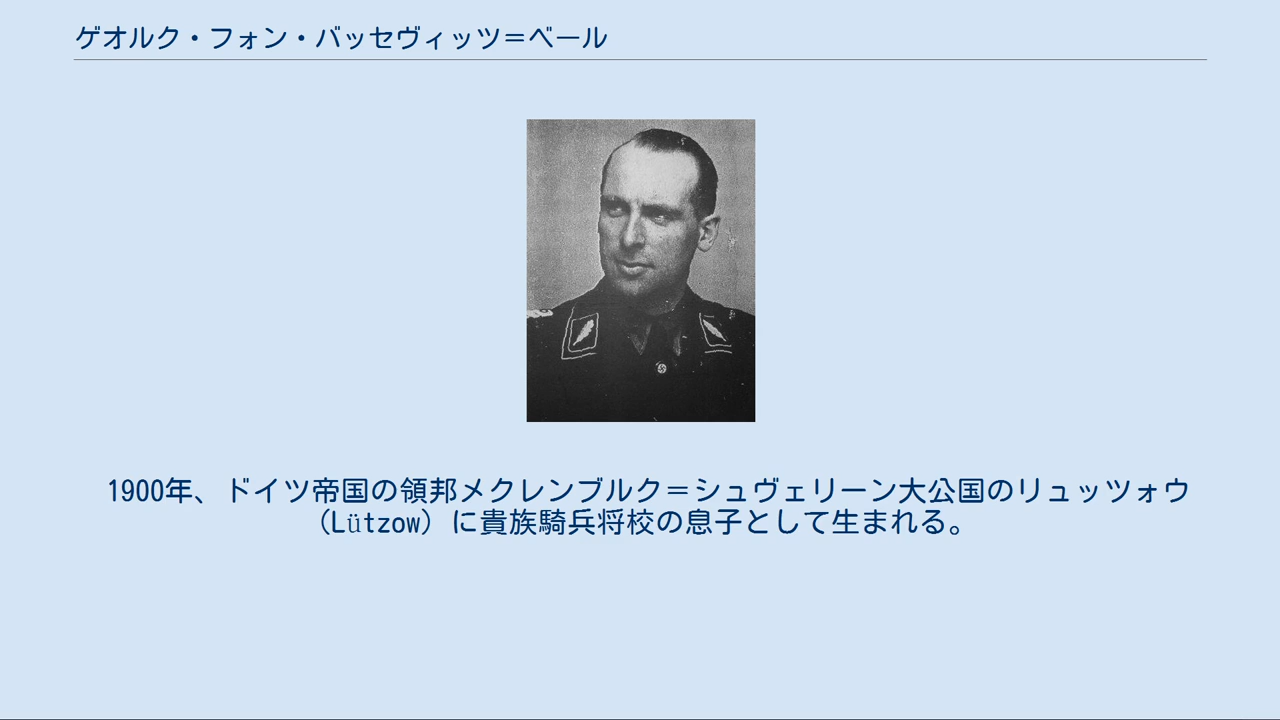 ゲオルク・フォン・バッセヴィッツ＝ベール
1900年、ドイツ帝国の領邦メクレンブルク＝シュヴェリーン大公国のリュッツォウ
（Lützow）に貴族騎兵将校の息子として生まれる。